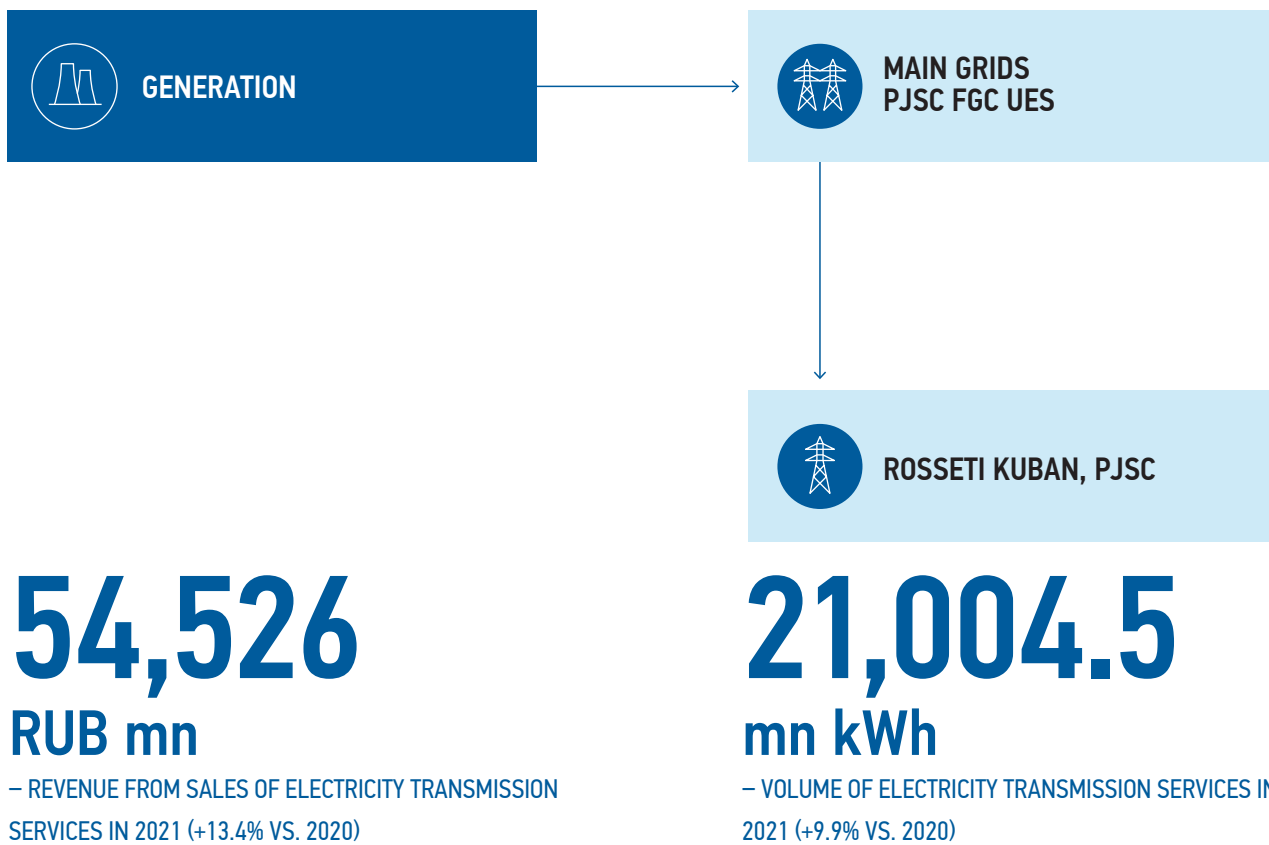 GENERATION
MAIN GRIDS
PJSC FGC UES
ROSSETI KUBAN, PJSC
54,526
RUB mn
– REVENUE FROM SALES OF ELECTRICITY TRANSMISSION
SERVICES IN 2021 (+13.4% VS. 2020)
21,004.5
mn kWh
– VOLUME OF ELECTRICITY TRANSMISSION SERVICES IN
2021 (+9.9% VS. 2020)